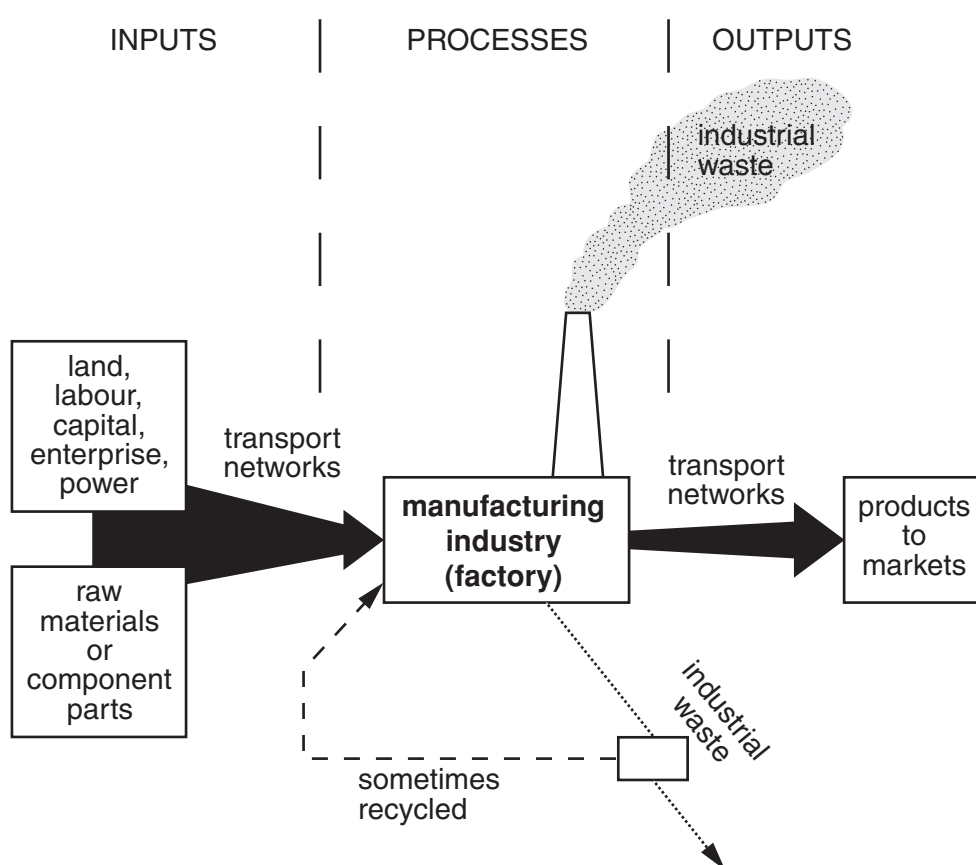 INPUTS
PROCESSES
OUTPUTS
industrial
waste
land,
labour,
capital,
enterprise,
power
transport
networks
manufacturing
industry
(factory)
transport
networks
products
to
markets
raw
materials
or
component
parts
industrial
waste
sometimes
recycled